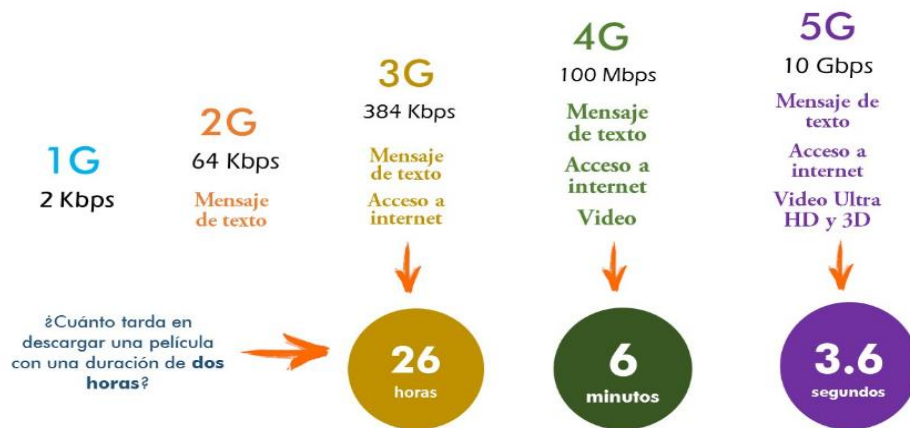 1G
2 Kbps
2G
64 Kbps
Mensaje
de texto
3G
384 Kbps
Mensaje
de texto
Acceso a
internet
4G
100 Mbps
Mensaje
de texto
Acceso a
internet
Video
5G
10 Gbps
Mensaje de
texto
Acceso a
internet
Video Ultra
HD y 3D
¿Cuánto tarda en
descargar una película
con una duración de dos
horas?
26
horas
6
minutos
3.6
segundos